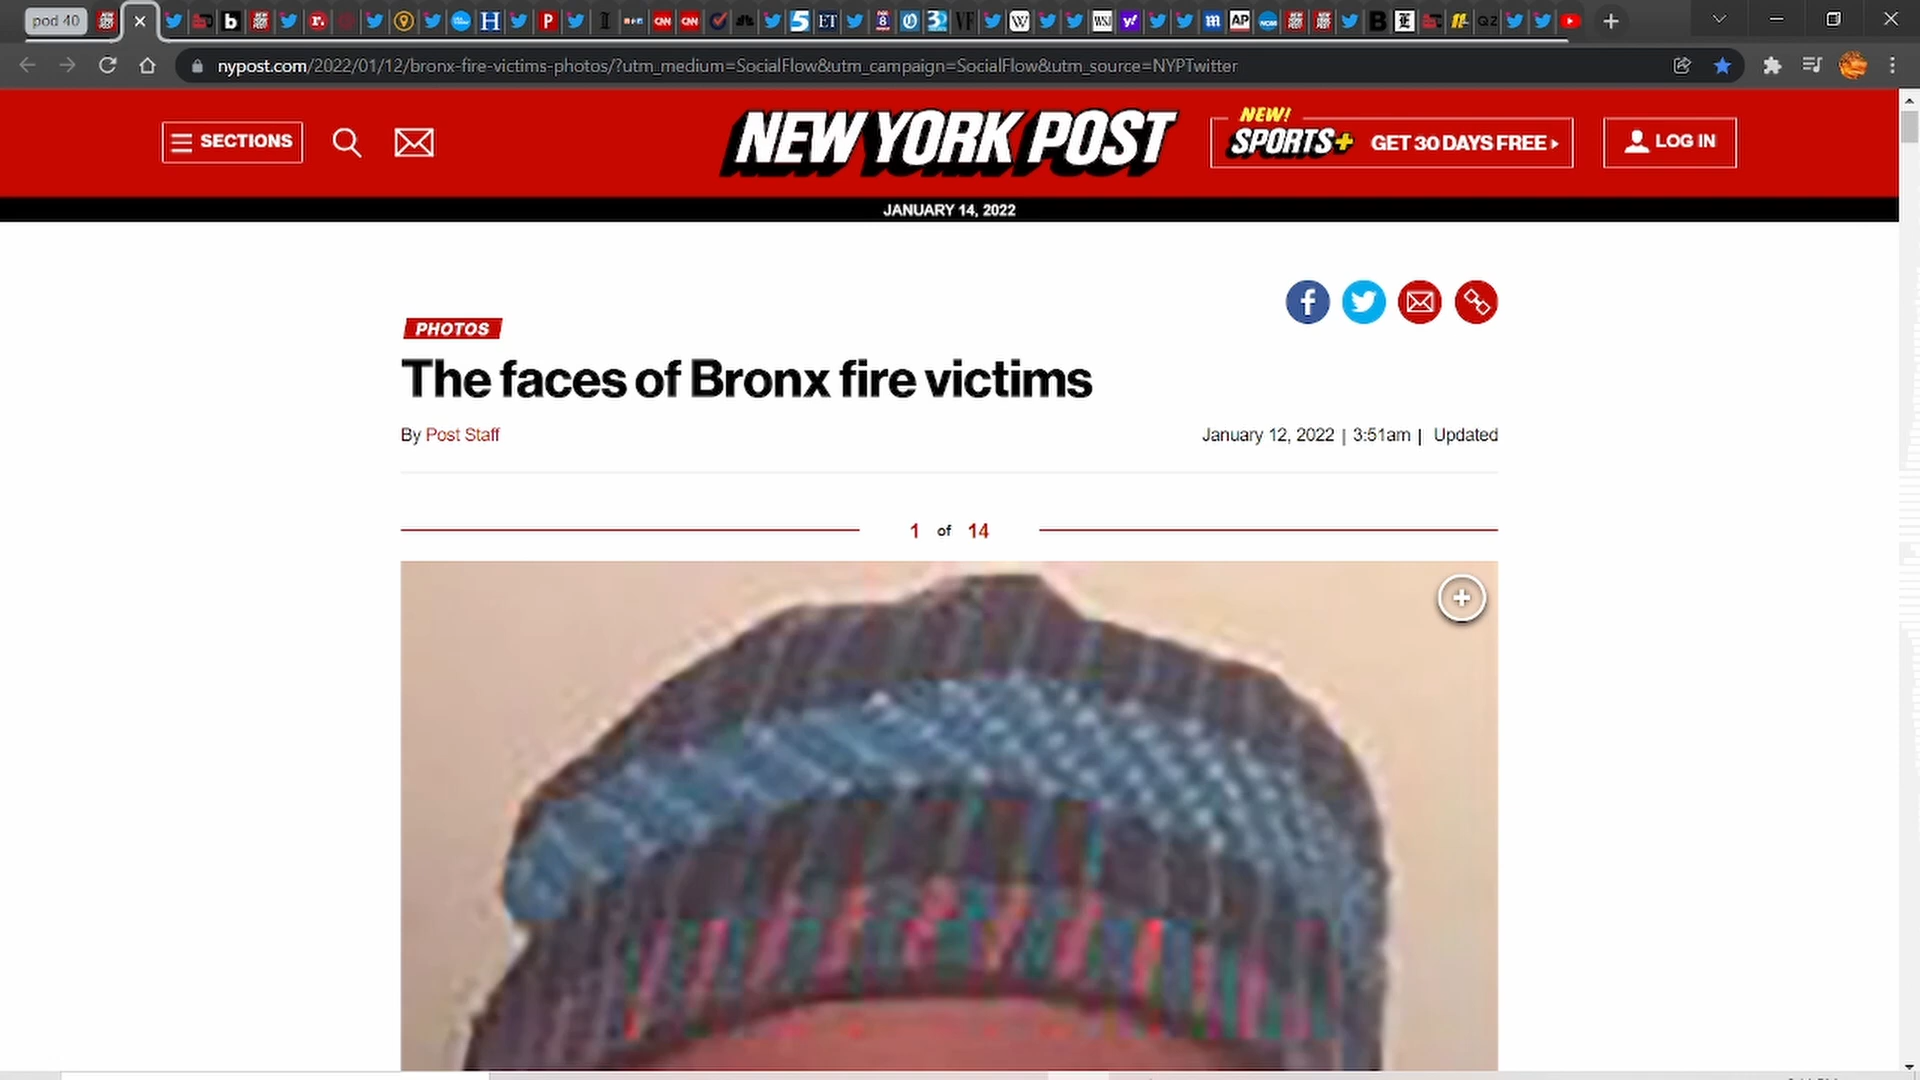 pod 40
nypost.com/2022/01/12/bronx-fire-victims-photos/?utm_medium=SocialFlow&utm_campaign=SocialFlow&utm_source=NYPTwitter
SECTIONS
NEW YORK POST
NEW!
SPORTS+ GET 30 DAYS FREE
LOG IN
JANUARY 14, 2022
PHOTOS
The faces of Bronx fire victims
By Post Staff
January 12, 2022 | 3:51am | Updated
1 of 14